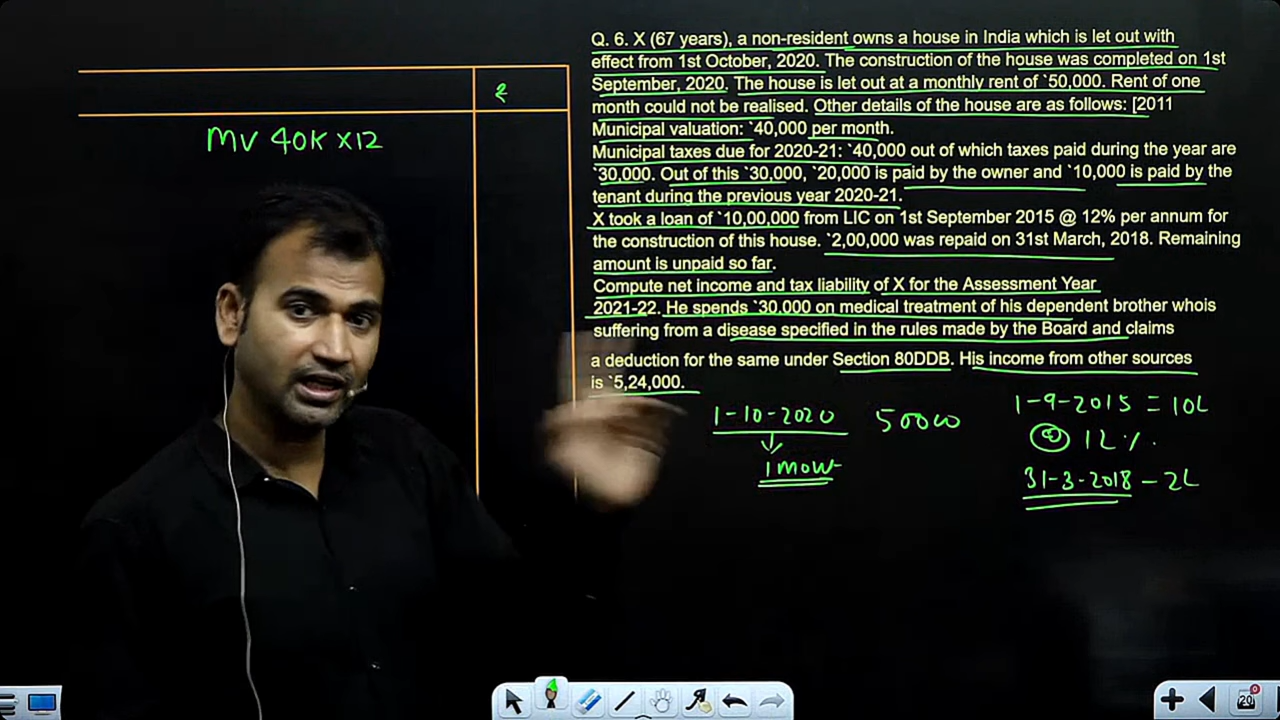 Q. 6. X (67 years), a non-resident owns a house in India which is let out with
effect from 1st October, 2020. The construction of the house was completed on 1st
September, 2020. The house is let out at a monthly rent of `50,000. Rent of one
month could not be realised. Other details of the house are as follows: [2011
Municipal valuation: `40,000 per month.
Municipal taxes due for 2020-21: `40,000 out of which taxes paid during the year are
`30,000. Out of this `30,000, `20,000 is paid by the owner and `10,000 is paid by the
tenant during the previous year 2020-21.
X took a loan of `10,00,000 from LIC on 1st September 2015 @ 12% per annum for
the construction of this house. `2,00,000 was repaid on 31st March, 2018. Remaining
amount is unpaid so far.
Compute net income and tax liability of X for the Assessment Year
2021-22. He spends `30,000 on medical treatment of his dependent brother whois
suffering from a disease specified in the rules made by the Board and claims
a deduction for the same under Section 80DDB. His income from other sources
is `5,24,000.
₹
MV 40K X12
1-10-2020 50000
1-9-2015 = 10L
12%.
31-3-2018 - 2L
20
0